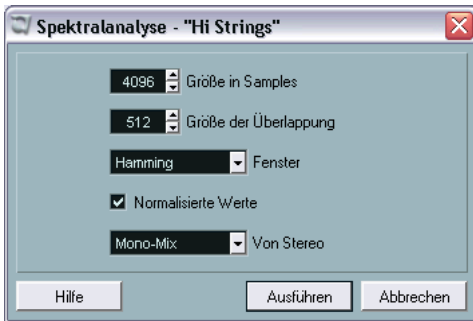 Spektralanalyse - "Hi Strings"
4096 Größe in Samples
512 Größe der Überlappung
Hamming Fenster
Normalisierte Werte
Mono-Mix Von Stereo
Hilfe Ausführen Abbrechen